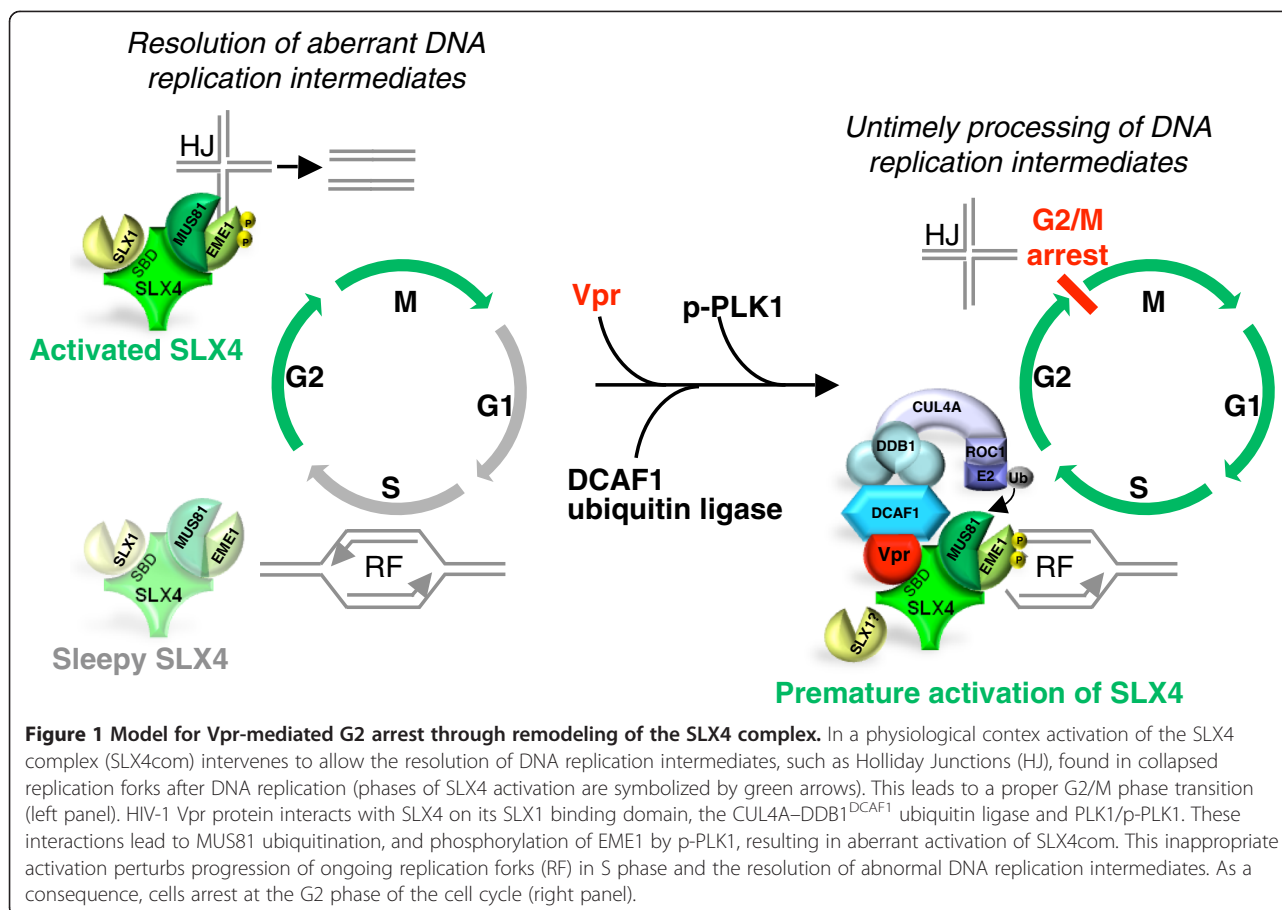 Resolution of aberrant DNA
replication intermediates
HJ
SLX1
SBD
SLX4
MUS81
EME1
P
P
Activated SLX4
M
G2
G1
S
SLX1
SBD
SLX4
MUS81
EME1
RF
Sleepy SLX4
Vpr
p-PLK1
DCAF1
ubiquitin ligase
Untimely processing of DNA
replication intermediates
HJ
G2/M
arrest
M
G2
G1
S
CUL4A
DDB1
ROC1
E2
Ub
DCAF1
Vpr
SBD
SLX4
MUS81
EME1
P
P
RF
SLX1?
Premature activation of SLX4
Figure 1 Model for Vpr-mediated G2 arrest through remodeling of the SLX4 complex. In a physiological contex activation of the SLX4
complex (SLX4com) intervenes to allow the resolution of DNA replication intermediates, such as Holliday Junctions (HJ), found in collapsed
replication forks after DNA replication (phases of SLX4 activation are symbolized by green arrows). This leads to a proper G2/M phase transition
(left panel). HIV-1 Vpr protein interacts with SLX4 on its SLX1 binding domain, the CUL4A–DDB1DCAF1 ubiquitin ligase and PLK1/p-PLK1. These
interactions lead to MUS81 ubiquitination, and phosphorylation of EME1 by p-PLK1, resulting in aberrant activation of SLX4com. This inappropriate
activation perturbs progression of ongoing replication forks (RF) in S phase and the resolution of abnormal DNA replication intermediates. As a
consequence, cells arrest at the G2 phase of the cell cycle (right panel).